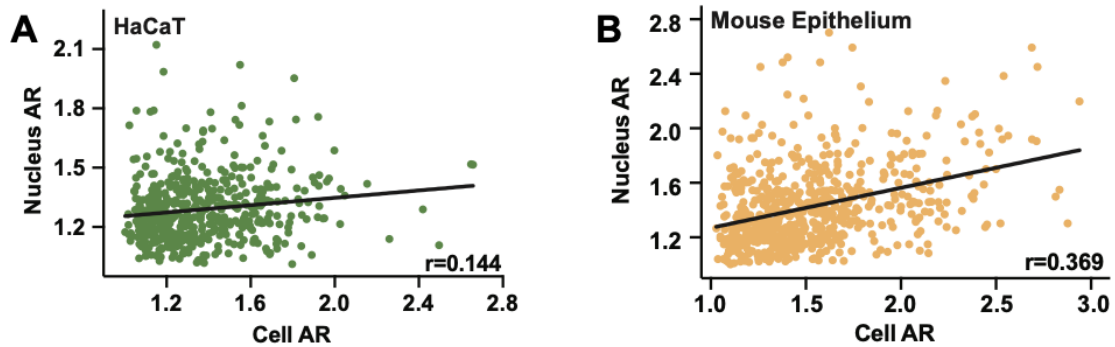 A
HaCaT
Nucleus AR
2.1
1.8
1.5
1.2
r=0.144
1.2 1.6 2.0 2.4 2.8
Cell AR
B
Mouse Epithelium
Nucleus AR
2.8
2.4
2.0
1.6
1.2
r=0.369
1.0 1.5 2.0 2.5 3.0
Cell AR